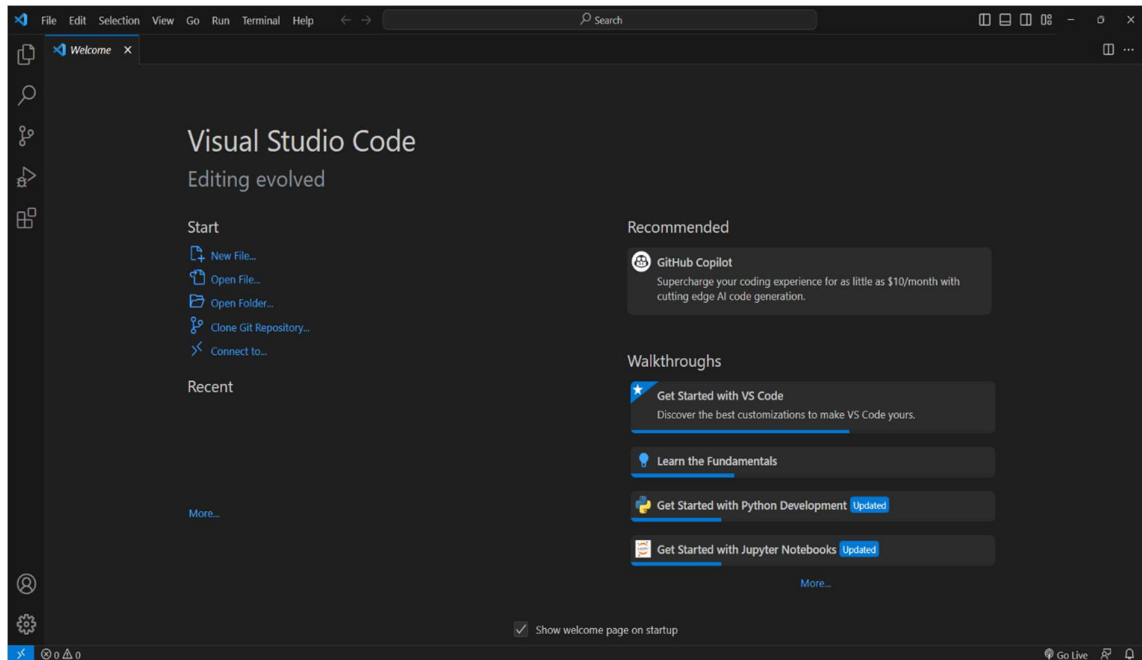 File Edit Selection View Go Run Terminal Help
Search
Welcome
Visual Studio Code
Editing evolved
Start
New File...
Open File...
Open Folder...
Clone Git Repository...
Connect to...
Recent
More...
Recommended
GitHub Copilot
Supercharge your coding experience for as little as $10/month with
cutting edge AI code generation.
Walkthroughs
Get Started with VS Code
Discover the best customizations to make VS Code yours.
Learn the Fundamentals
Get Started with Python Development Updated
Get Started with Jupyter Notebooks Updated
More...
Show welcome page on startup
0 0
Go Live